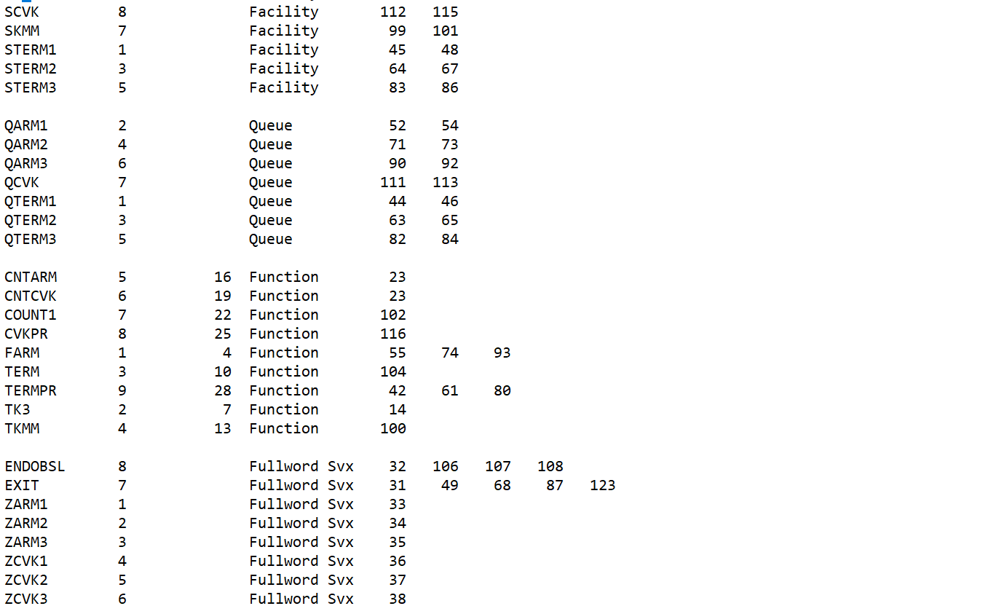 SCVK 8 Facility 112 115
SKMM 7 Facility 99 101
STERM1 1 Facility 45 48
STERM2 3 Facility 64 67
STERM3 5 Facility 83 86
QARM1 2 Queue 52 54
QARM2 4 Queue 71 73
QARM3 6 Queue 90 92
QCVK 7 Queue 111 113
QTERM1 1 Queue 44 46
QTERM2 3 Queue 63 65
QTERM3 5 Queue 82 84
CNTARM 5 16 Function 23
CNTCVK 6 19 Function 23
COUNT1 7 22 Function 102
CVKPR 8 25 Function 116
FARM 1 4 Function 55 74 93
TERM 3 10 Function 104
TERMPR 9 28 Function 42 61 80
TK3 2 7 Function 14
TKMM 4 13 Function 100
ENDOBSL 8 Fullword Svx 32 106 107 108
EXIT 7 Fullword Svx 31 49 68 87 123
ZARM1 1 Fullword Svx 33
ZARM2 2 Fullword Svx 34
ZARM3 3 Fullword Svx 35
ZCVK1 4 Fullword Svx 36
ZCVK2 5 Fullword Svx 37
ZCVK3 6 Fullword Svx 38